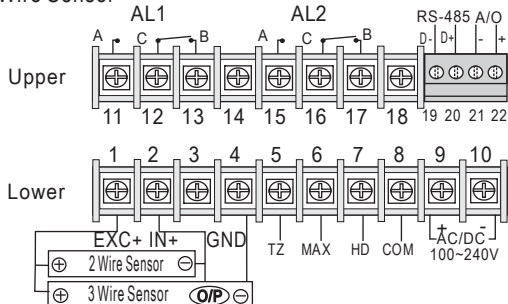 Wire Sensor
AL1 AL2 RS-485 A/O
A C B A C B D- D+ - +
Upper
11 12 13 14 15 16 17 18 19 20 21 22
1 2 3 4 5 6 7 8 9 10
Lower
EXC+ IN+ GND TZ MAX HD COM + -
AC/DC
100~240V
2 Wire Sensor
3 Wire Sensor O/P